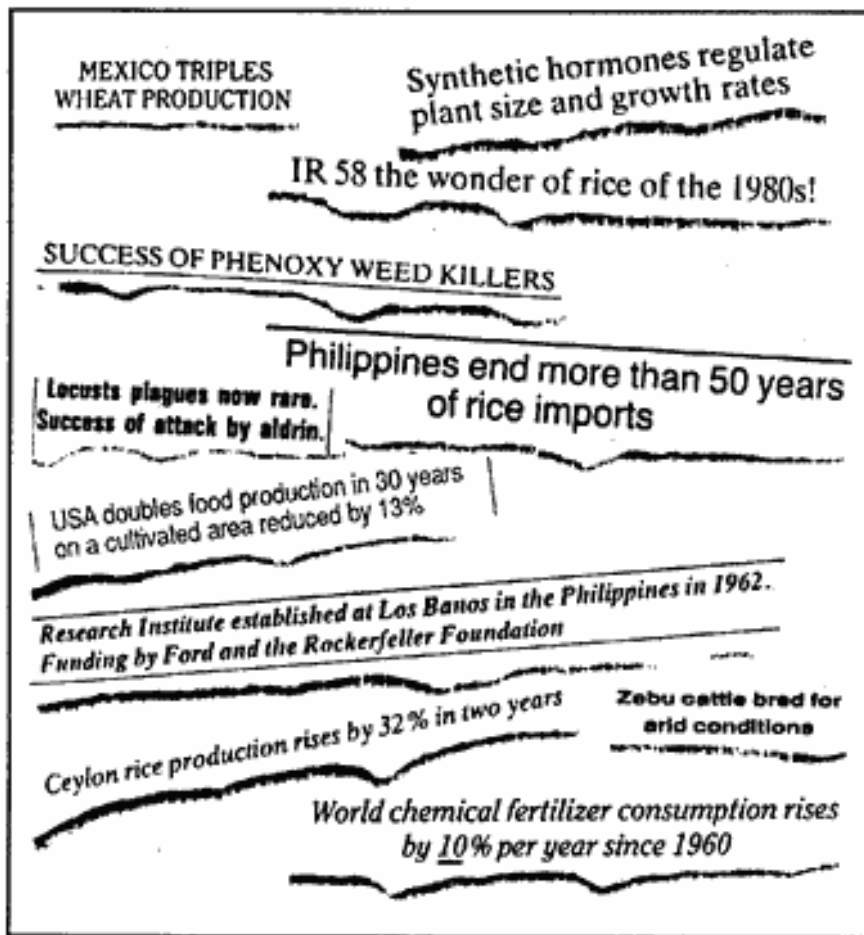 MEXICO TRIPLES
WHEAT PRODUCTION
Synthetic hormones regulate
plant size and growth rates
IR 58 the wonder of rice of the 1980s!
SUCCESS OF PHENOXY WEED KILLERS
Philippines end more than 50 years
of rice imports
Locusts plagues now rare.
Success of attack by aldrin.
USA doubles food production in 30 years
on a cultivated area reduced by 13%
Research Institute established at Los Banos in the Philippines in 1962.
Funding by Ford and the Rockerfeller Foundation
Ceylon rice production rises by 32% in two years
Zebu cattle bred for
arid conditions
World chemical fertilizer consumption rises
by 10% per year since 1960